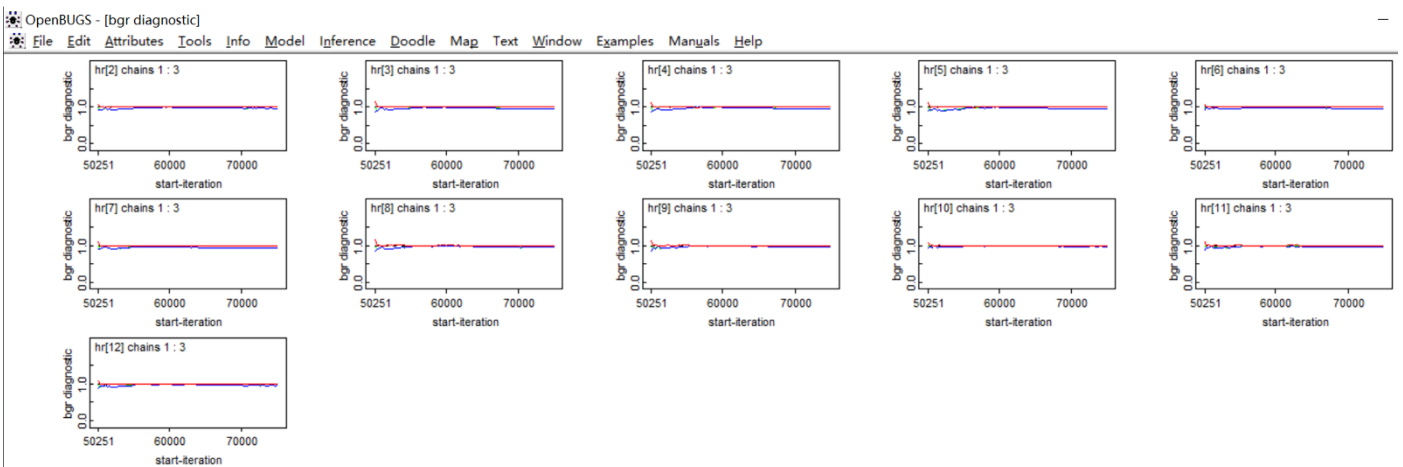 OpenBUGS - [bgr diagnostic]
File Edit Attributes Tools Info Model Inference Doodle Map Text Window Examples Manuals Help
hr[2] chains 1 : 3
bgr diagnostic
0.0 1.0
50251 60000 70000
start-iteration
hr[3] chains 1 : 3
bgr diagnostic
0.0 1.0
50251 60000 70000
start-iteration
hr[4] chains 1 : 3
bgr diagnostic
0.0 1.0
50251 60000 70000
start-iteration
hr[5] chains 1 : 3
bgr diagnostic
0.0 1.0
50251 60000 70000
start-iteration
hr[6] chains 1 : 3
bgr diagnostic
0.0 1.0
50251 60000 70000
start-iteration
hr[7] chains 1 : 3
bgr diagnostic
0.0 1.0
50251 60000 70000
start-iteration
hr[8] chains 1 : 3
bgr diagnostic
0.0 1.0
50251 60000 70000
start-iteration
hr[9] chains 1 : 3
bgr diagnostic
0.0 1.0
50251 60000 70000
start-iteration
hr[10] chains 1 : 3
bgr diagnostic
0.0 1.0
50251 60000 70000
start-iteration
hr[11] chains 1 : 3
bgr diagnostic
0.0 1.0
50251 60000 70000
start-iteration
hr[12] chains 1 : 3
bgr diagnostic
0.0 1.0
50251 60000 70000
start-iteration